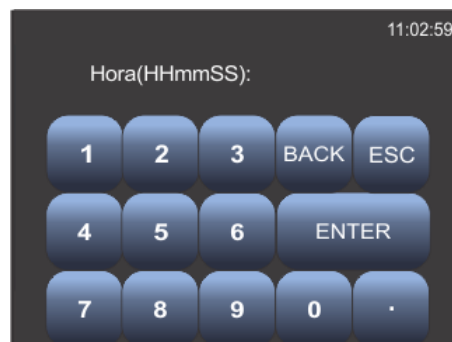 11:02:59
Hora(HHmmSS):
1 2 3 BACK ESC
4 5 6 ENTER
7 8 9 0 .